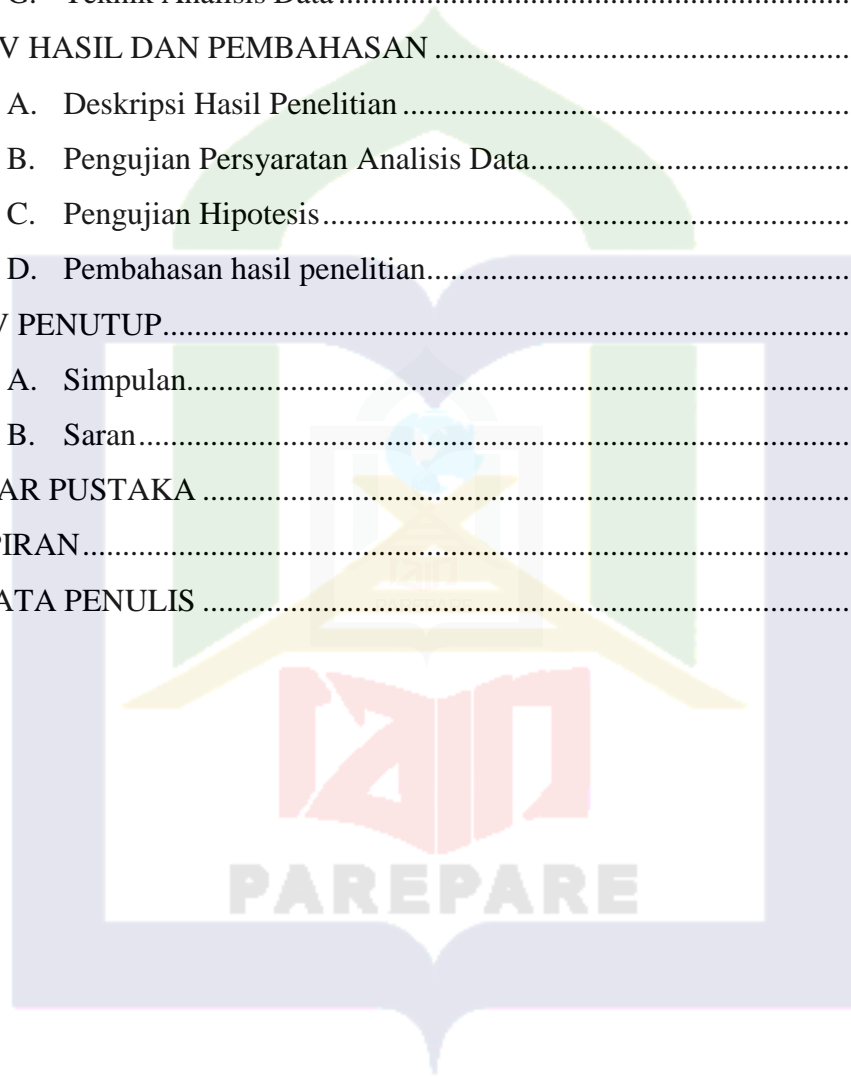 G. Teknik Analisis Data........................................................................
V HASIL DAN PEMBAHASAN........................................................
A. Deskripsi Hasil Penelitian............................................................
B. Pengujian Persyaratan Analisis Data............................................
C. Pengujian Hipotesis......................................................................
D. Pembahasan hasil penelitian.........................................................
V PENUTUP.........................................................................................
A. Simpulan.......................................................................................
B. Saran.............................................................................................
AR PUSTAKA....................................................................................
PIRAN..................................................................................................
ATA PENULIS....................................................................................
iain
PAREPARE